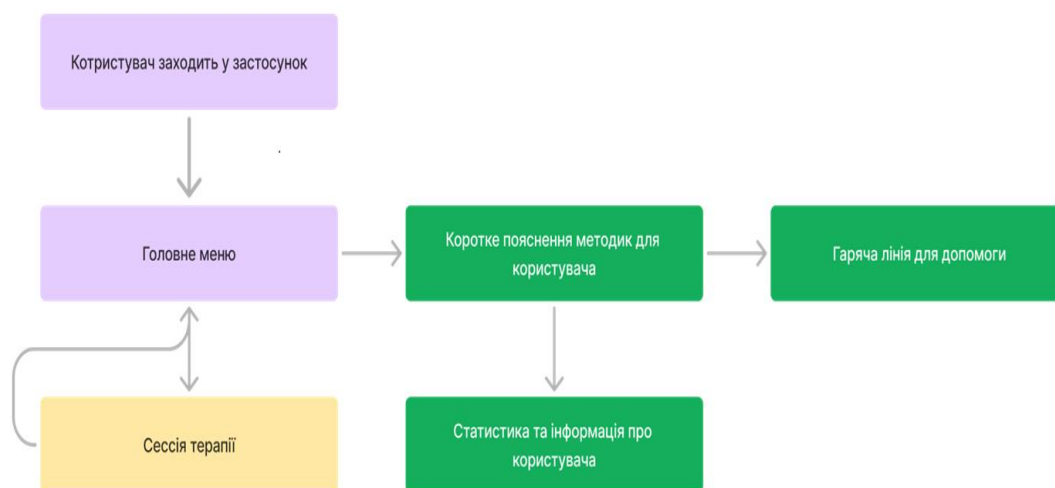 Котристувач заходить у застосунок
Головне меню
Коротке пояснення методик для
користувача
Гаряча лінія для допомоги
Сессія терапії
Статистика та інформація про
користувача